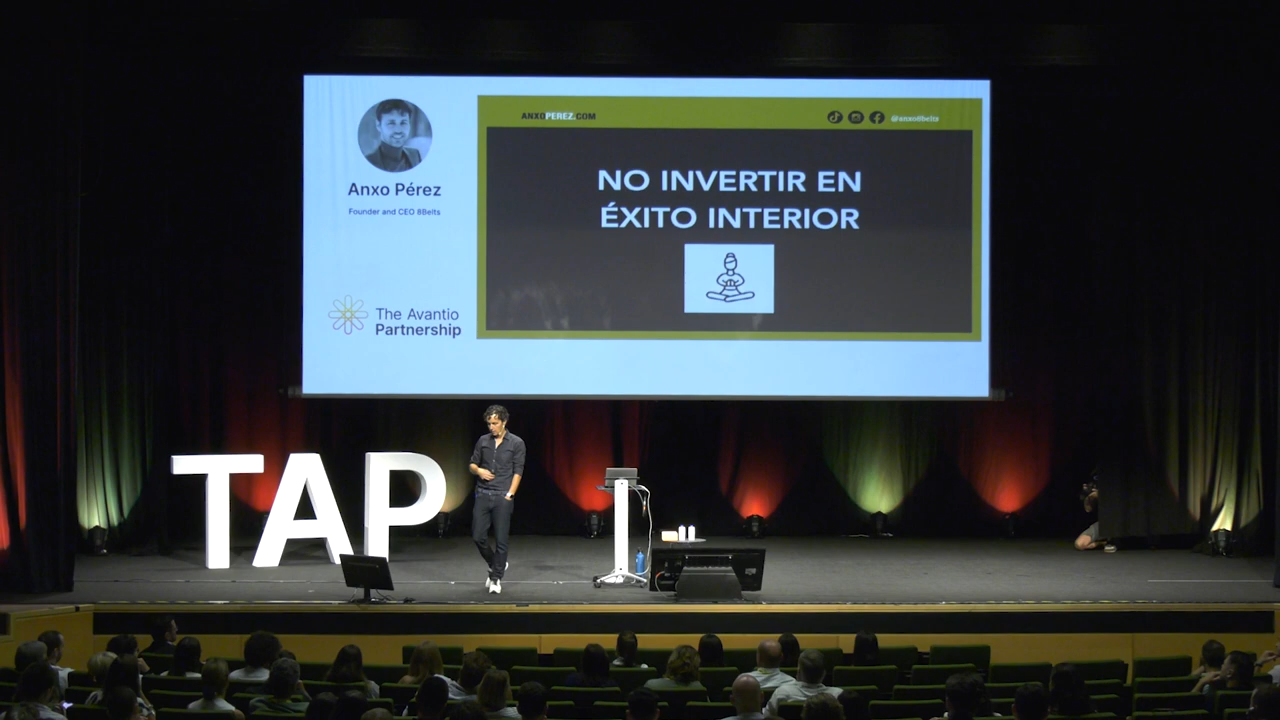 Anxo Pérez
Founder and CEO 8Belts
The Avantio
Partnership
ANXOPEREZ.COM
@anxo8belts
NO INVERTIR EN
ÉXITO INTERIOR
TAP